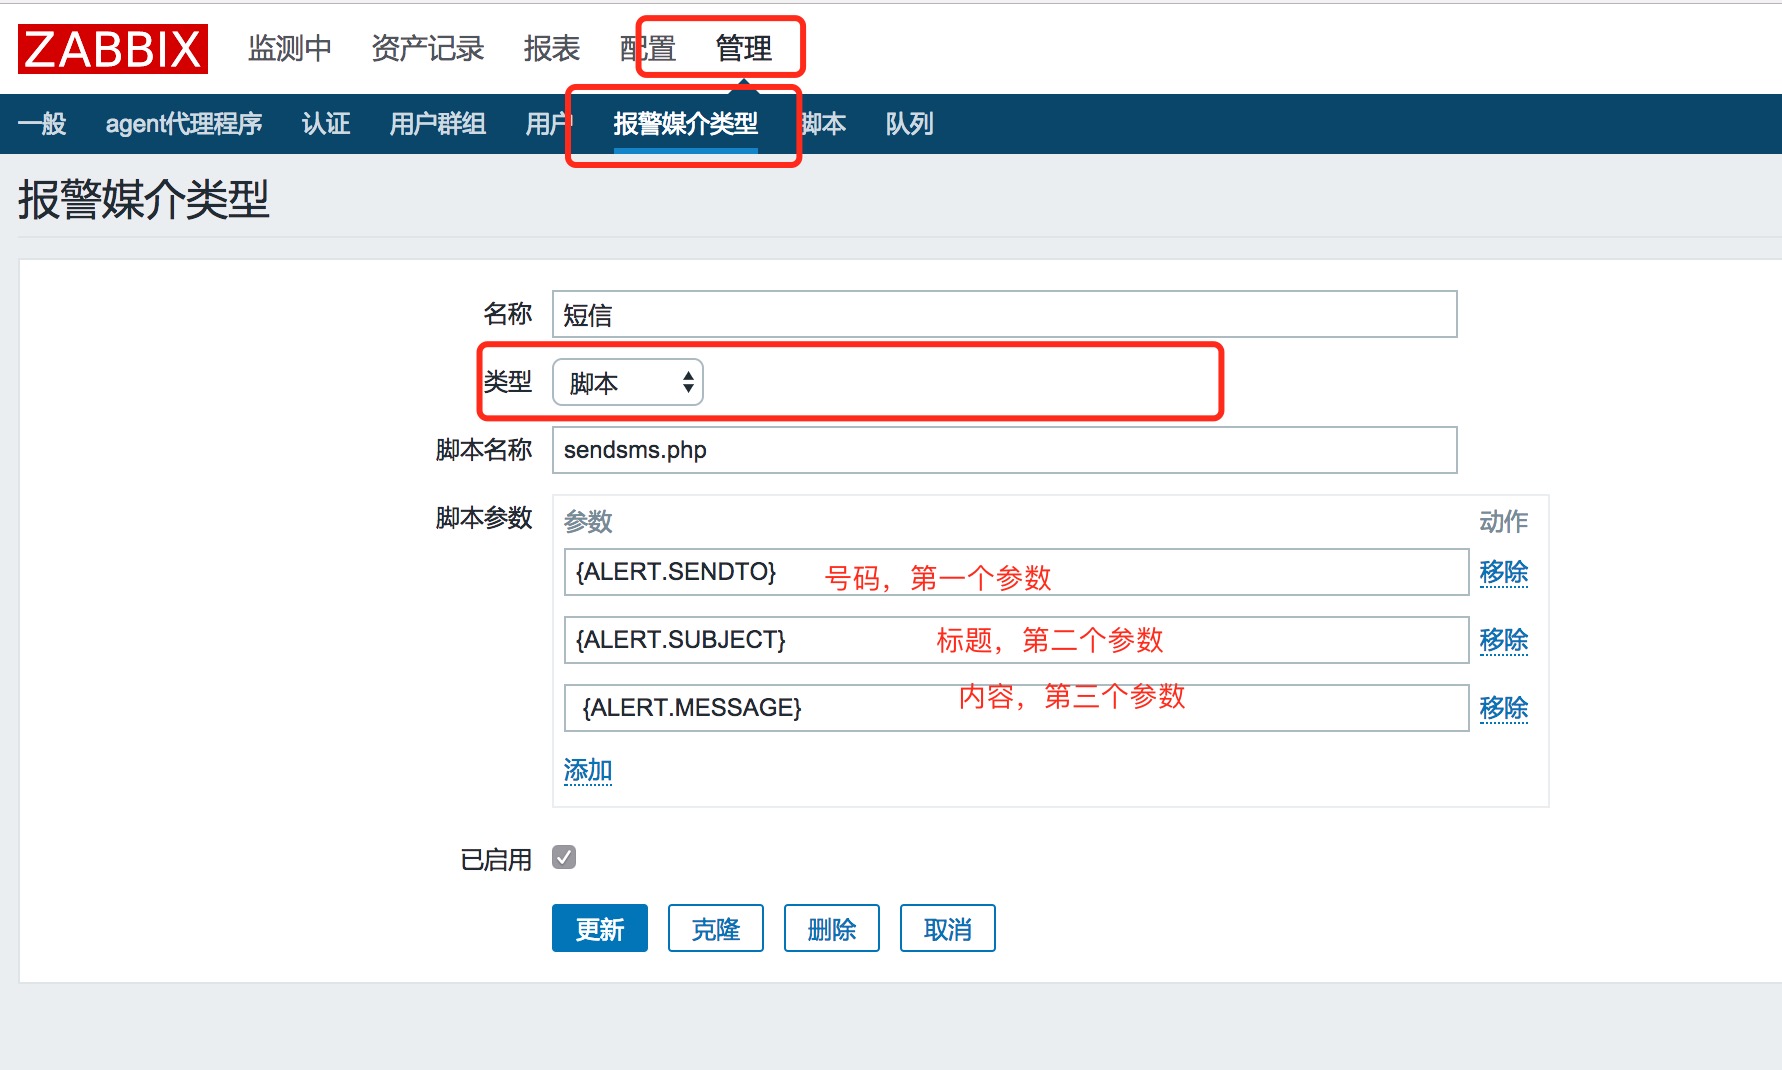 ZABBIX 监测中 资产记录 报表 配置 管理
一般 agent代理程序 认证 用户群组 用户 报警媒介类型 脚本 队列
报警媒介类型
名称 短信
类型 脚本
脚本名称 sendsms.php
脚本参数 参数 动作
{ALERT.SENDTO} 号码，第一个参数 移除
{ALERT.SUBJECT} 标题，第二个参数 移除
{ALERT.MESSAGE} 内容，第三个参数 移除
添加
已启用
更新 克隆 删除 取消